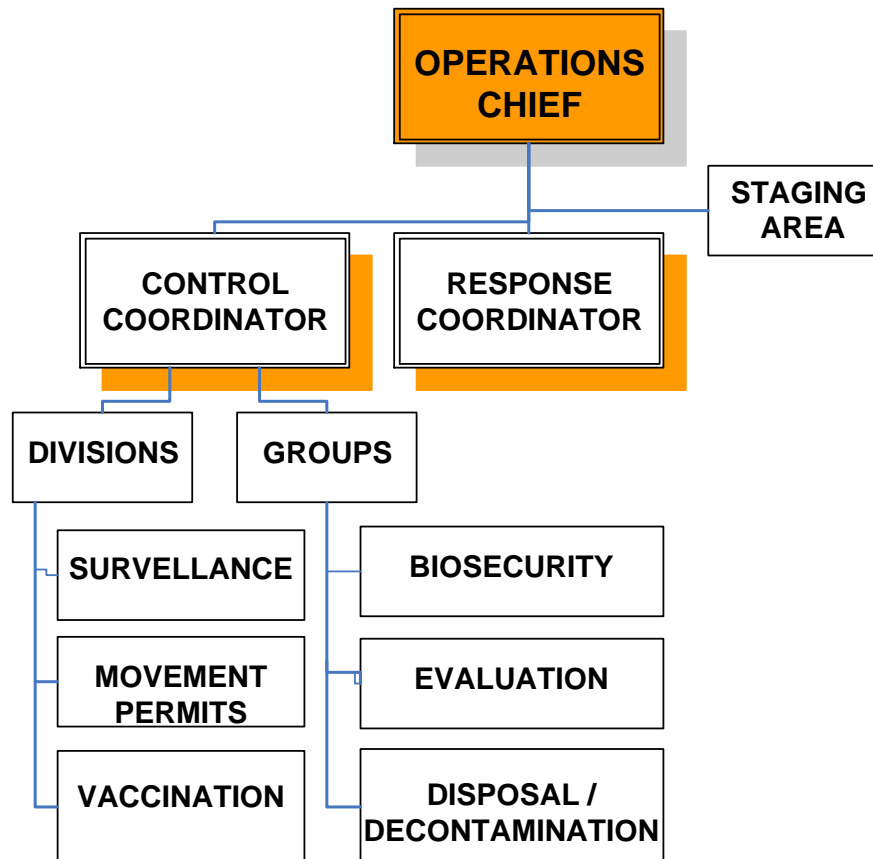 OPERATIONS
CHIEF
STAGING
AREA
CONTROL
COORDINATOR
RESPONSE
COORDINATOR
DIVISIONS
GROUPS
SURVELLANCE
BIOSECURITY
MOVEMENT
PERMITS
EVALUATION
VACCINATION
DISPOSAL /
DECONTAMINATION